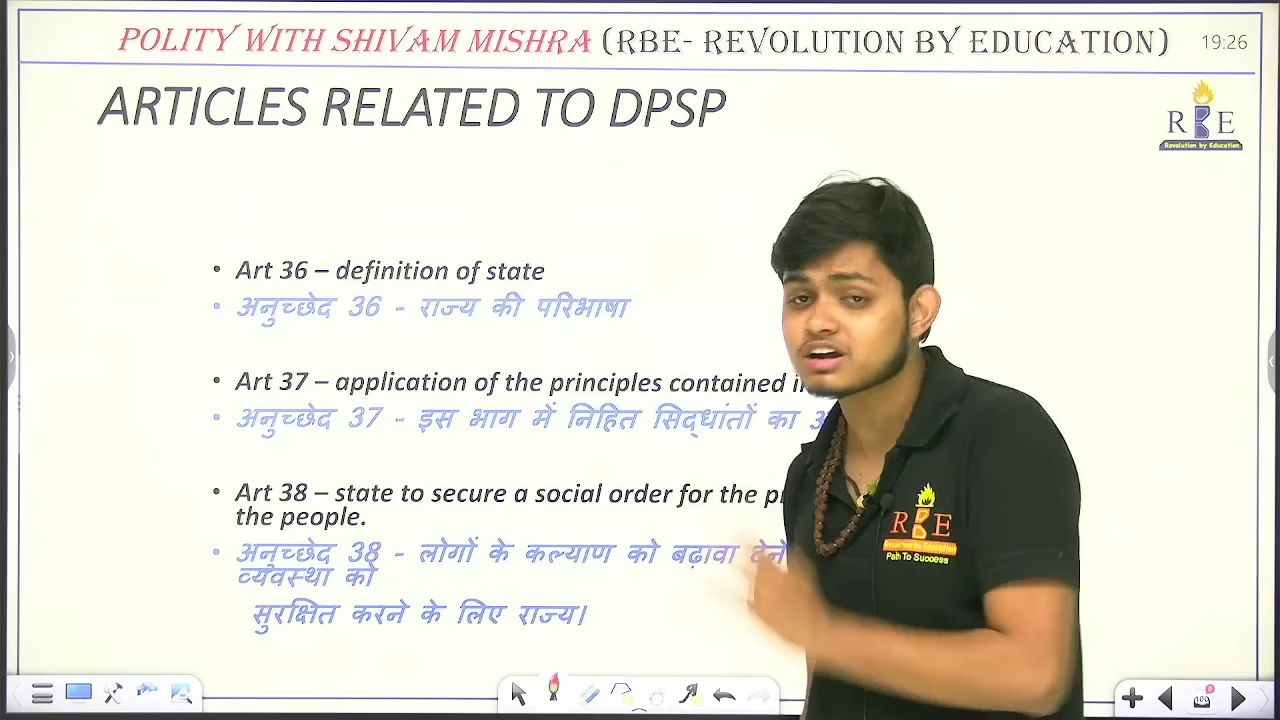 POLITY WITH SHIVAM MISHRA (RBE- REVOLUTION BY EDUCATION)
19:26
ARTICLES RELATED TO DPSP
R B E
Revolution by Education
• Art 36 – definition of state
• अनुच्छेद 36 - राज्य की परिभाषा
• Art 37 – application of the principles contained
• अनुच्छेद 37 - इस भाग में निहित सिद्धांतों का
• Art 38 – state to secure a social order for the
the people.
• अनुच्छेद 38 - लोगों के कल्याण को बढ़ावा
व्यवस्था को
सुरक्षित करने के लिए राज्य।
RBE
Revolution by Education
Path To Success